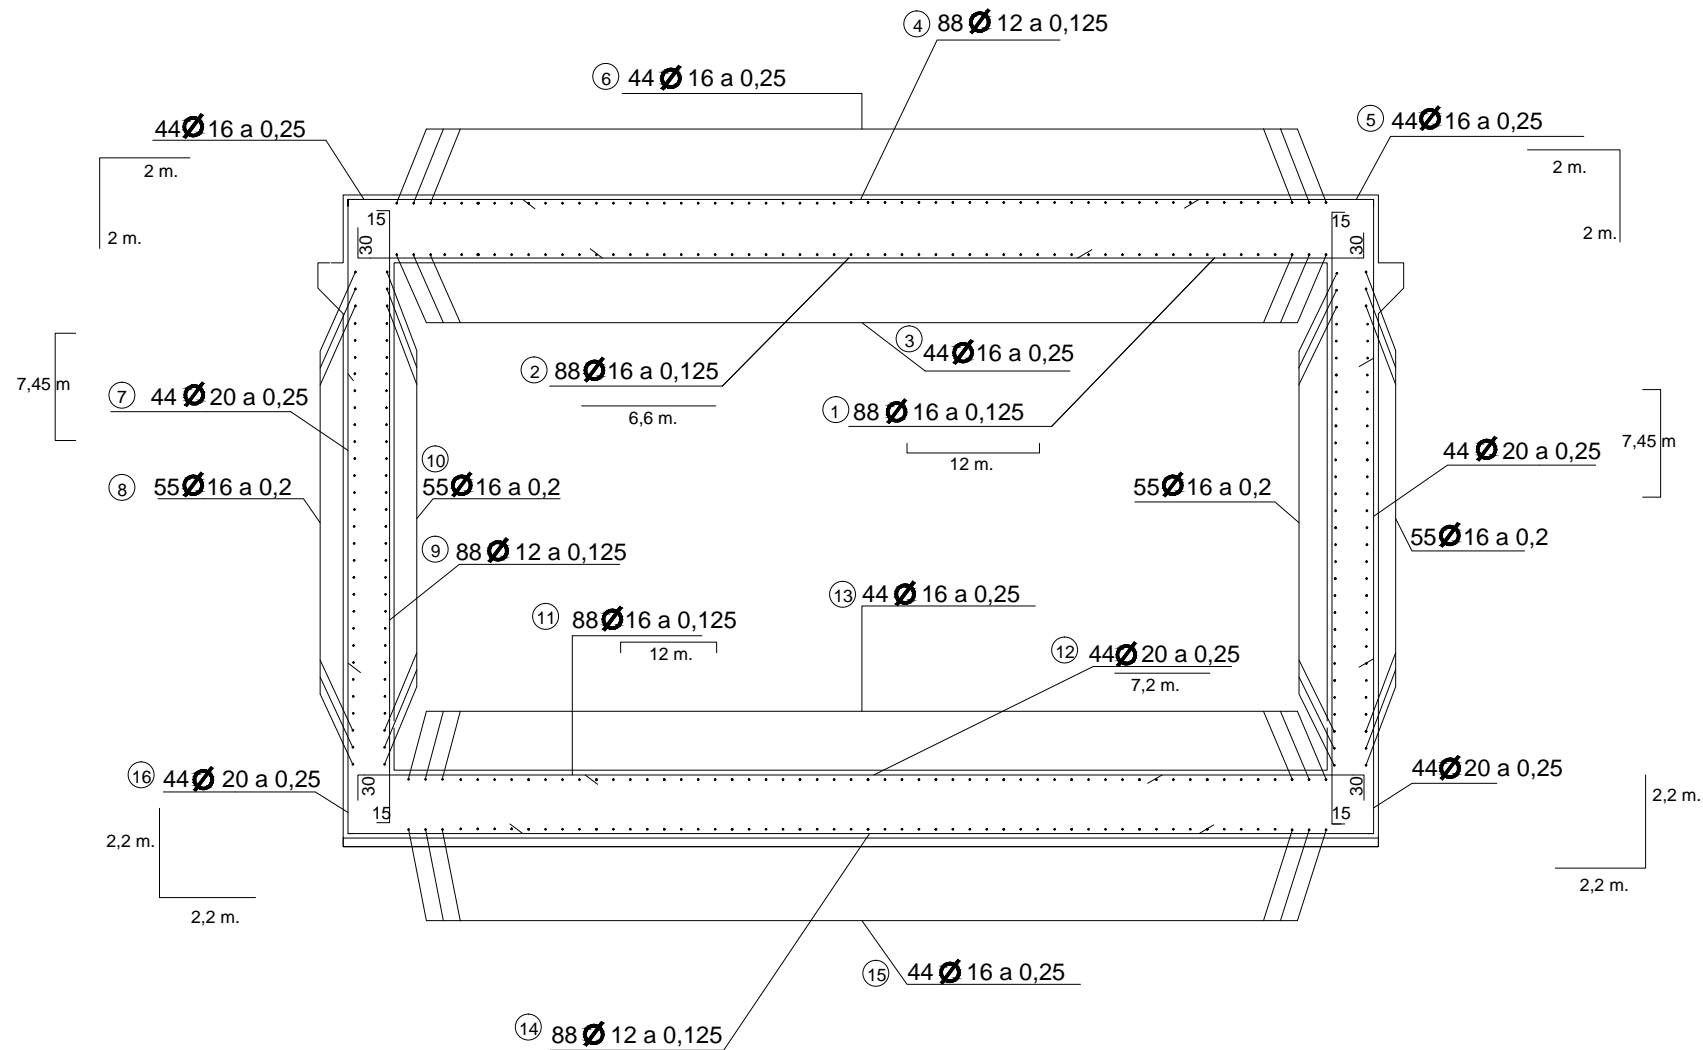 4 88 Ø 12 a 0,125
6 44 Ø 16 a 0,25
44 Ø 16 a 0,25
2 m.
2 m.
5 44 Ø 16 a 0,25
2 m.
2 m.
15
30
15
30
7,45 m
3 44 Ø 16 a 0,25
2 88 Ø 16 a 0,125
6,6 m.
1 88 Ø 16 a 0,125
12 m.
7 44 Ø 20 a 0,25
7,45 m
44 Ø 20 a 0,25
8 55 Ø 16 a 0,2
10
55 Ø 16 a 0,2
55 Ø 16 a 0,2
55 Ø 16 a 0,2
9 88 Ø 12 a 0,125
13 44 Ø 16 a 0,25
11 88 Ø 16 a 0,125
12 m.
12 44 Ø 20 a 0,25
7,2 m.
16 44 Ø 20 a 0,25
2,2 m.
2,2 m.
30
15
30
15
44 Ø 20 a 0,25
2,2 m.
2,2 m.
15 44 Ø 16 a 0,25
14 88 Ø 12 a 0,125